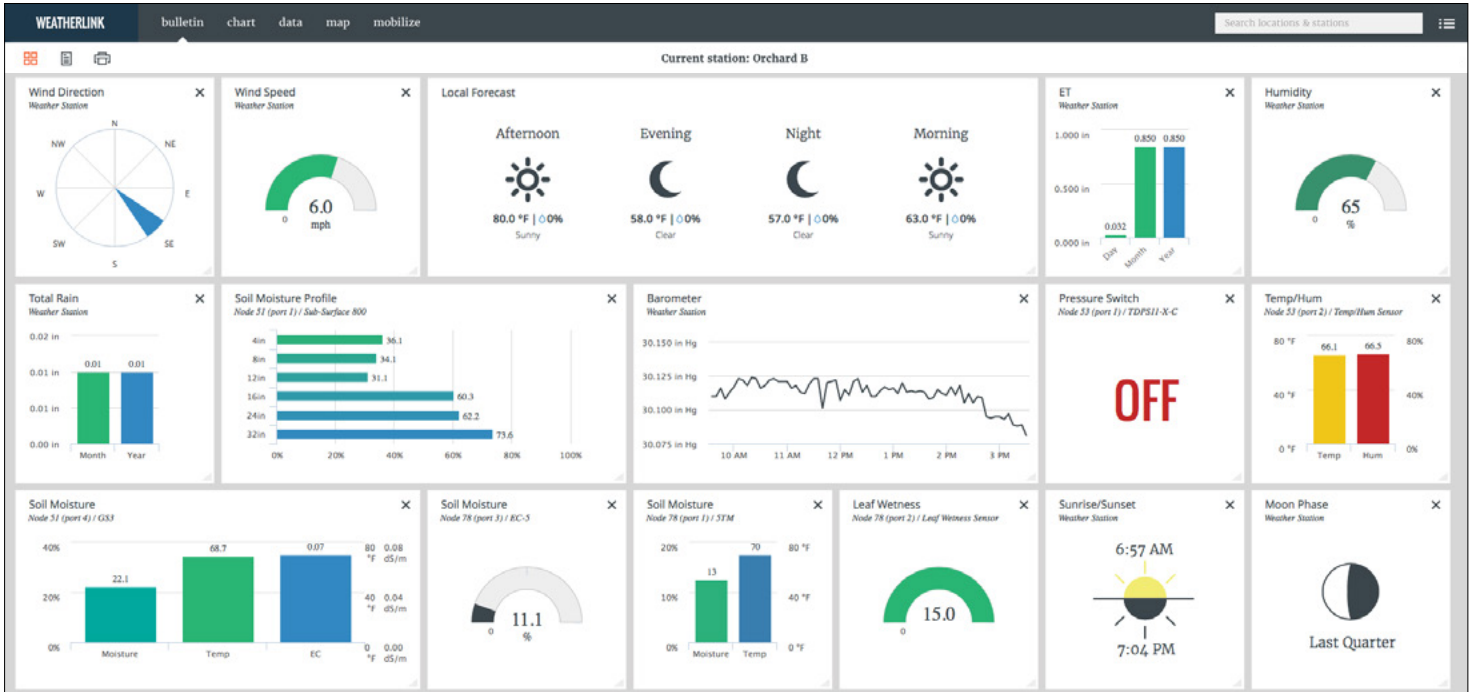 WEATHERLINK
bulletin chart data map mobilize
Search locations & stations
Current station: Orchard B
Wind Direction
Weather Station
N
NE
E
SE
S
SW
W
NW
Wind Speed
Weather Station
6.0
mph
0
Local Forecast
Afternoon
80.0 °F | 0%
Sunny
Evening
58.0 °F | 0%
Clear
Night
57.0 °F | 0%
Clear
Morning
63.0 °F | 0%
Sunny
ET
Weather Station
1.000 in
0.500 in
0.000 in
0.032
0.850
0.850
Day
Month
Year
Humidity
Weather Station
65
%
0
Total Rain
Weather Station
0.02 in
0.01 in
0.01 in
0.00 in
0.01
0.01
Month
Year
Soil Moisture Profile
Node 51 (port 1) / Sub-Surface 800
4in 36.1
8in 34.1
12in 31.1
16in 60.3
24in 62.2
32in 73.6
0% 20% 40% 60% 80% 100%
Barometer
Weather Station
30.150 in Hg
30.125 in Hg
30.100 in Hg
30.075 in Hg
10 AM 11 AM 12 PM 1 PM 2 PM 3 PM
Pressure Switch
Node 53 (port 1) / TDPS11-X-C
OFF
Temp/Hum
Node 53 (port 2) / Temp/Hum Sensor
80 °F 66.1 66.5 80%
40 °F 40%
0 °F 0%
Temp Hum
Soil Moisture
Node 51 (port 4) / GS3
40% 22.1 68.7 0.07 80 °F 0.08 dS/m
20% 40 °F 0.04 dS/m
0% 0 °F 0.00 dS/m
Moisture Temp EC
Soil Moisture
Node 78 (port 3) / EC-5
11.1
%
0
Soil Moisture
Node 78 (port 1) / 5TM
20% 13 70 80 °F
10% 40 °F
0% 0 °F
Moisture Temp
Leaf Wetness
Node 78 (port 2) / Leaf Wetness Sensor
15.0
0
Sunrise/Sunset
Weather Station
6:57 AM
7:04 PM
Moon Phase
Weather Station
Last Quarter